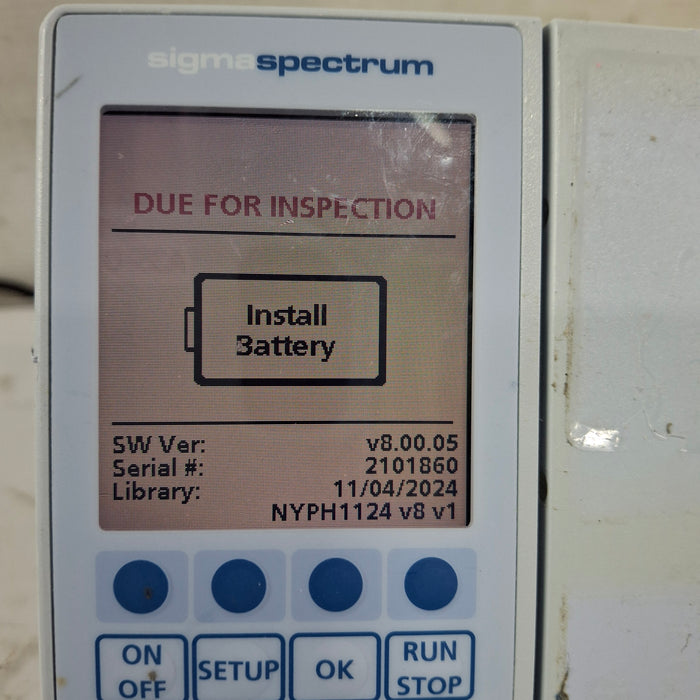 sigmaspectrum
DUE FOR INSPECTION
Install
Battery
SW Ver: v8.00.05
Serial #: 2101860
Library: 11/04/2024
NYPH1124 v8 v1
ON
OFF
SETUP
OK
RUN
STOP